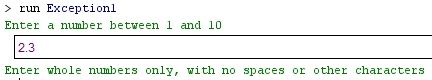 > run Exception1
Enter a number between 1 and 10
2.3
Enter whole numbers only, with no spaces or other characters